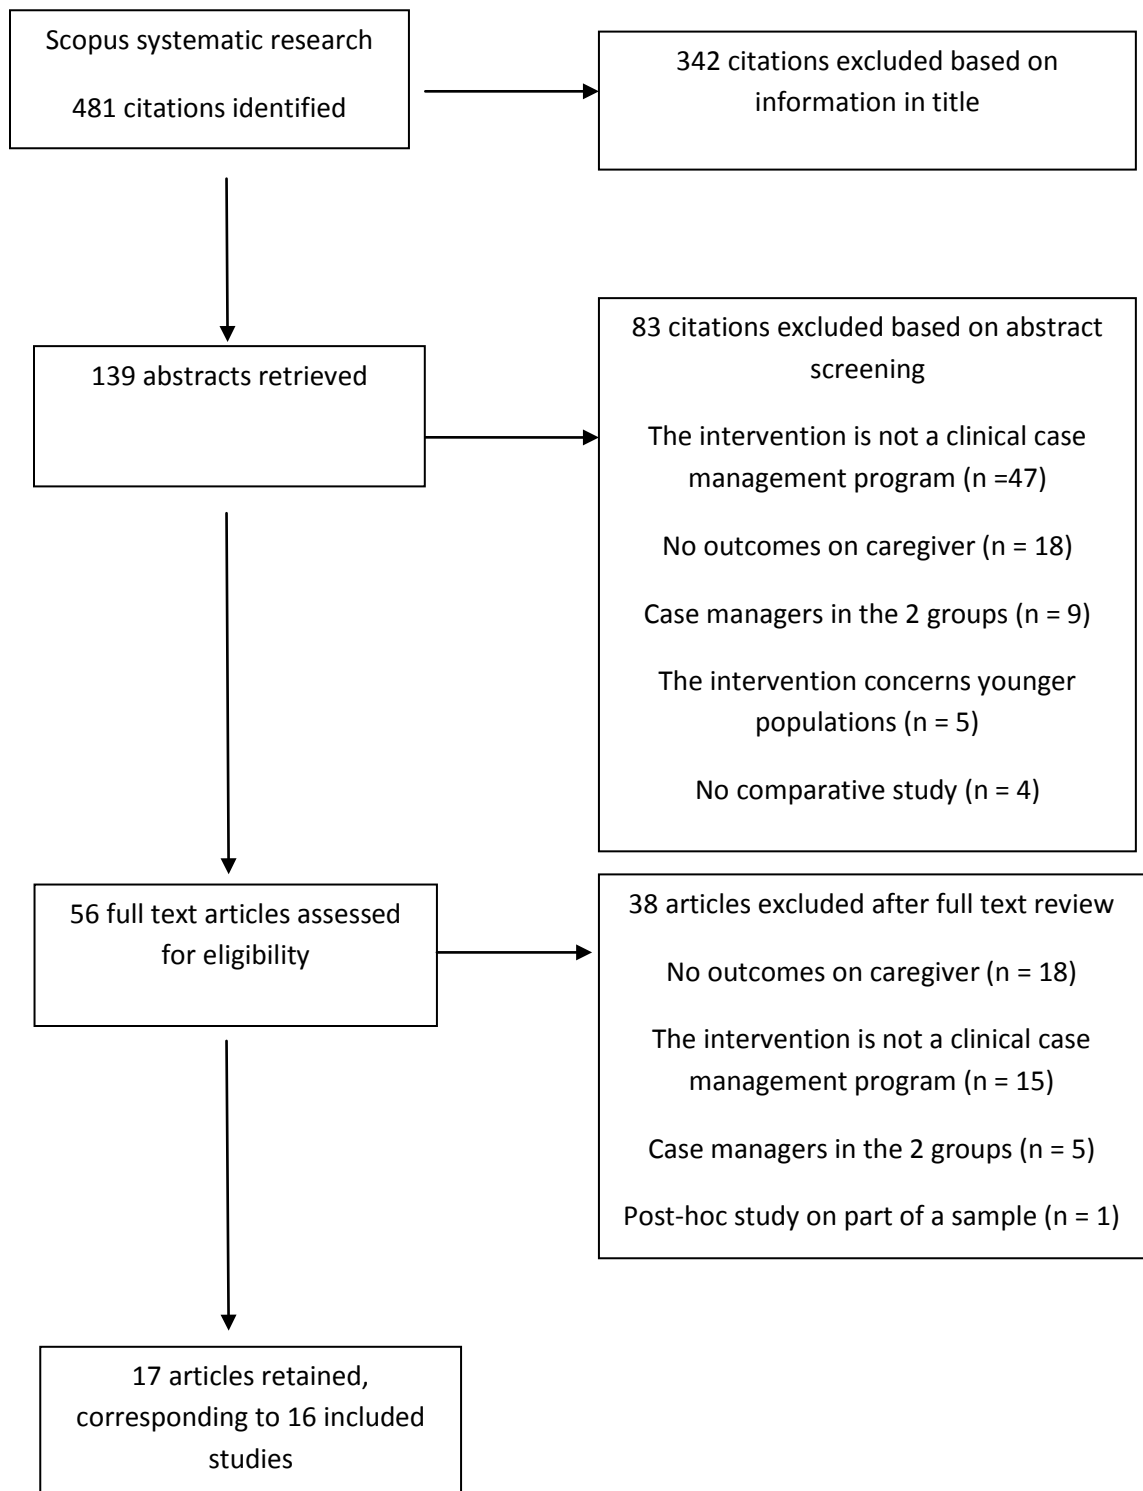 Scopus systematic research
481 citations identified
342 citations excluded based on
information in title
139 abstracts retrieved
83 citations excluded based on abstract
screening
The intervention is not a clinical case
management program (n =47)
No outcomes on caregiver (n = 18)
Case managers in the 2 groups (n = 9)
The intervention concerns younger
populations (n = 5)
No comparative study (n = 4)
56 full text articles assessed
for eligibility
38 articles excluded after full text review
No outcomes on caregiver (n = 18)
The intervention is not a clinical case
management program (n = 15)
Case managers in the 2 groups (n = 5)
Post-hoc study on part of a sample (n = 1)
17 articles retained,
corresponding to 16 included
studies